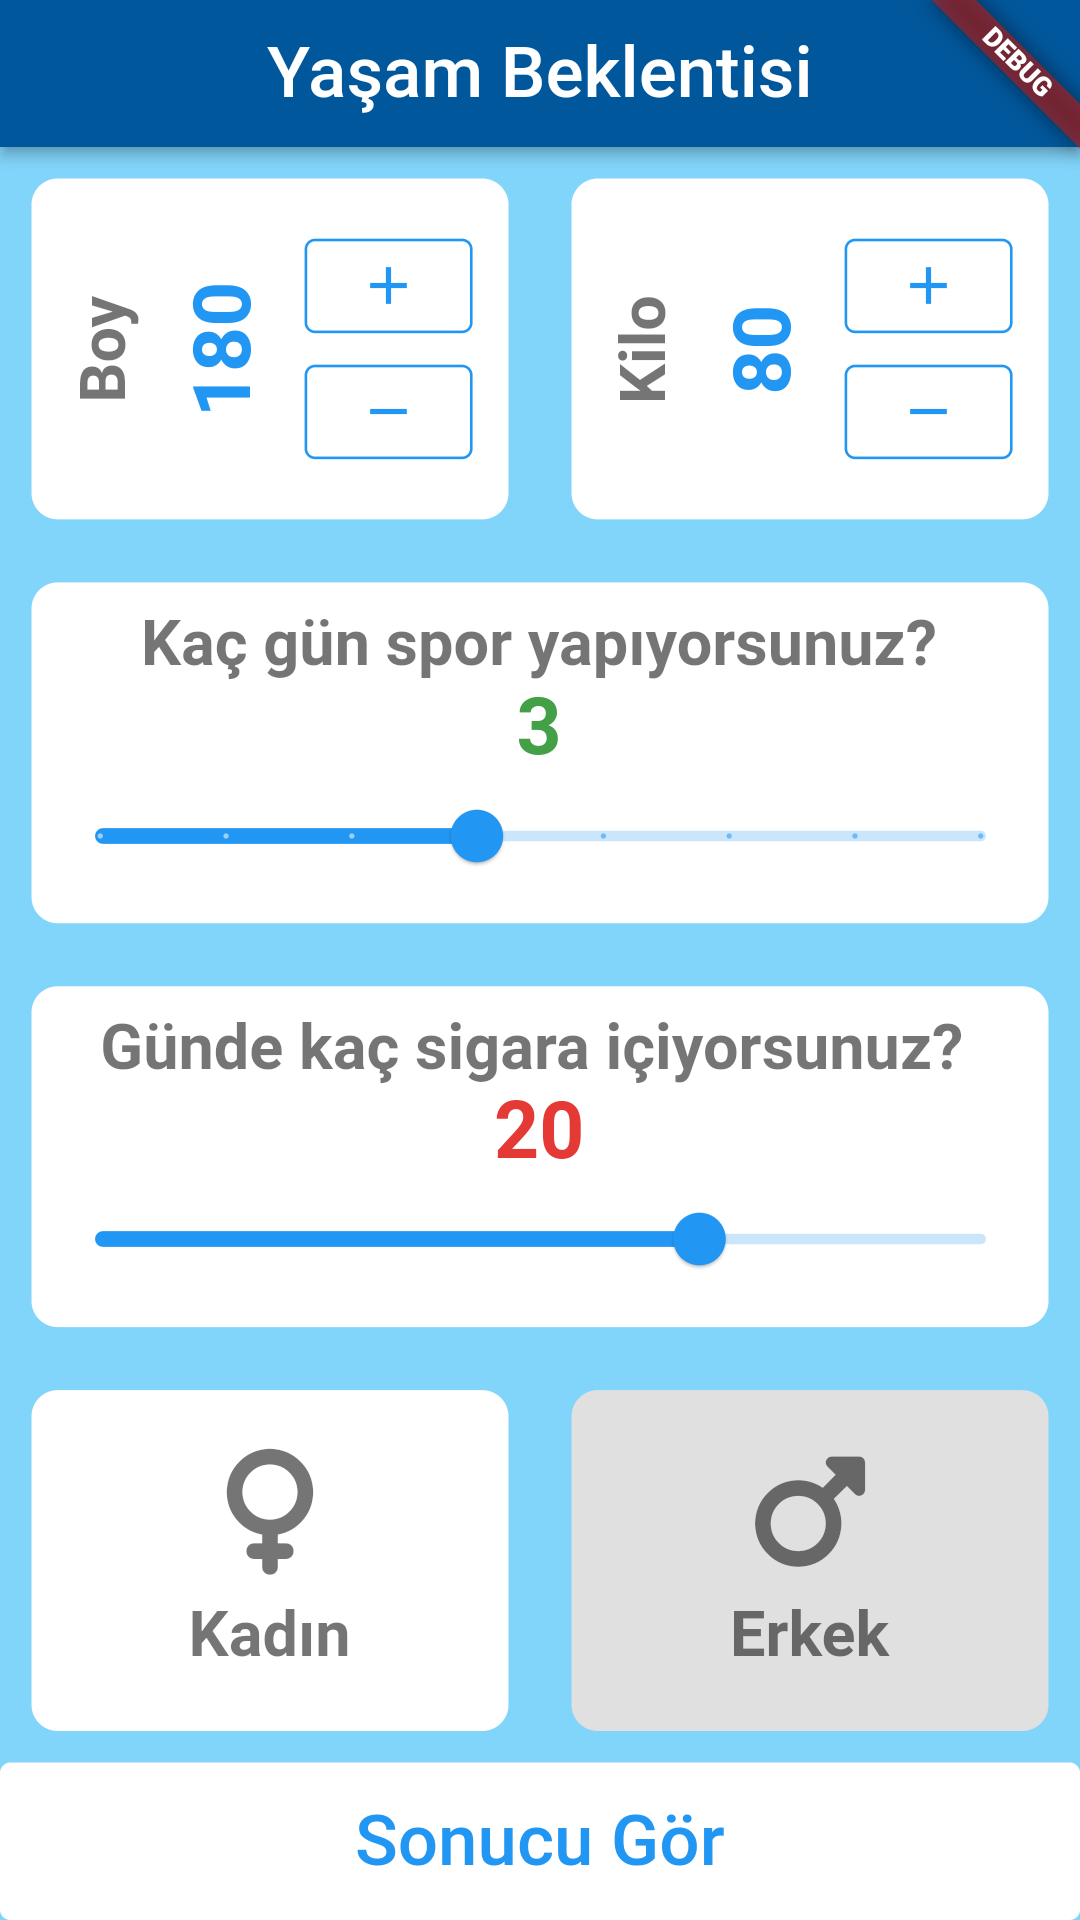 Yaşam Beklentisi
DEBUG
Boy
180
+
−
Kilo
80
+
−
Kaç gün spor yapıyorsunuz?
3
Günde kaç sigara içiyorsunuz?
20
Kadın
Erkek
Sonucu Gör